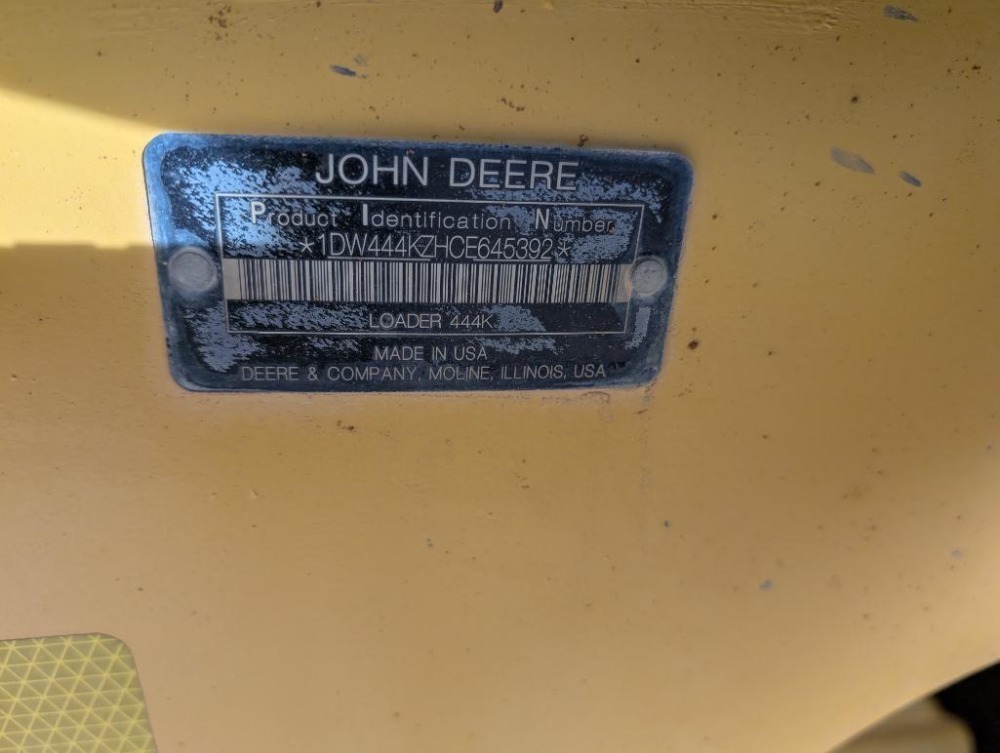 JOHN DEERE
Product Identification Number
*1DW444KZHCE645392*
LOADER 444K
MADE IN USA
DEERE & COMPANY, MOLINE, ILLINOIS, USA